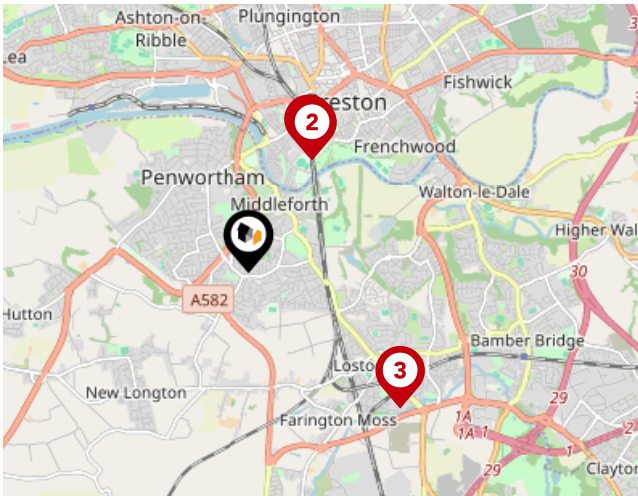 Ashton-on-
Ribble
Plungington
Lea
Fishwick
Preston
2
Frenchwood
Penwortham
Walton-le-Dale
Middleforth
Higher Wal
30
A582
Hutton
Bamber Bridge
Losto
3
New Longton
29
Farington Moss
1A
1A 1
1
29
Clayton